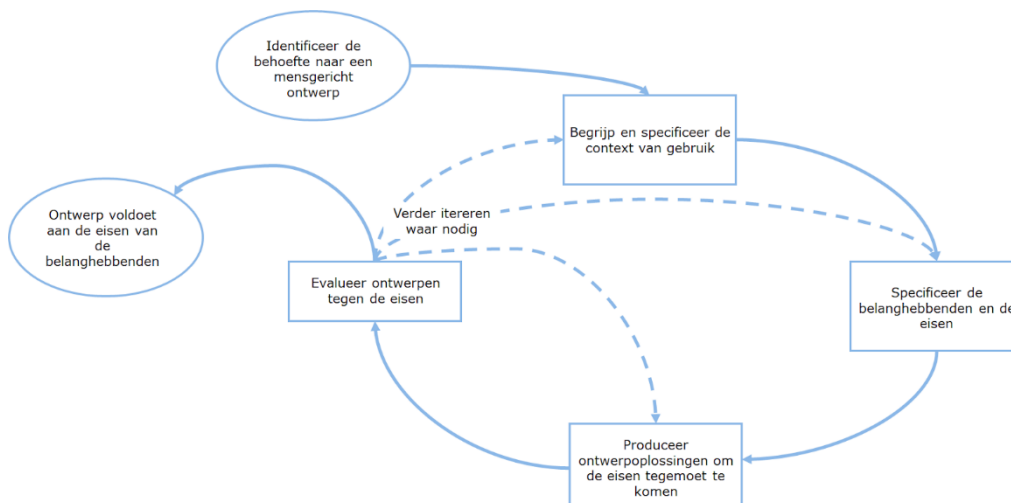 Identificeer de
behoefte naar een
mensgericht
ontwerp
Begrijp en specificeer de
context van gebruik
Verder itereren
waar nodig
Ontwerp voldoet
aan de eisen van
de
belanghebbenden
Evalueer ontwerpen
tegen de eisen
Specificeer de
belanghebbenden en de
eisen
Produceer
ontwerpoplossingen om
de eisen tegemoet te
komen